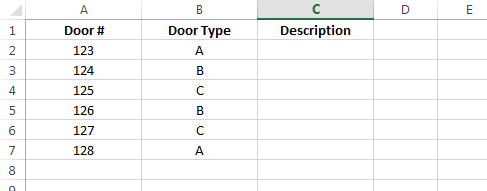 A B C D E
1 Door # Door Type Description
2 123 A
3 124 B
4 125 C
5 126 B
6 127 C
7 128 A
8
9